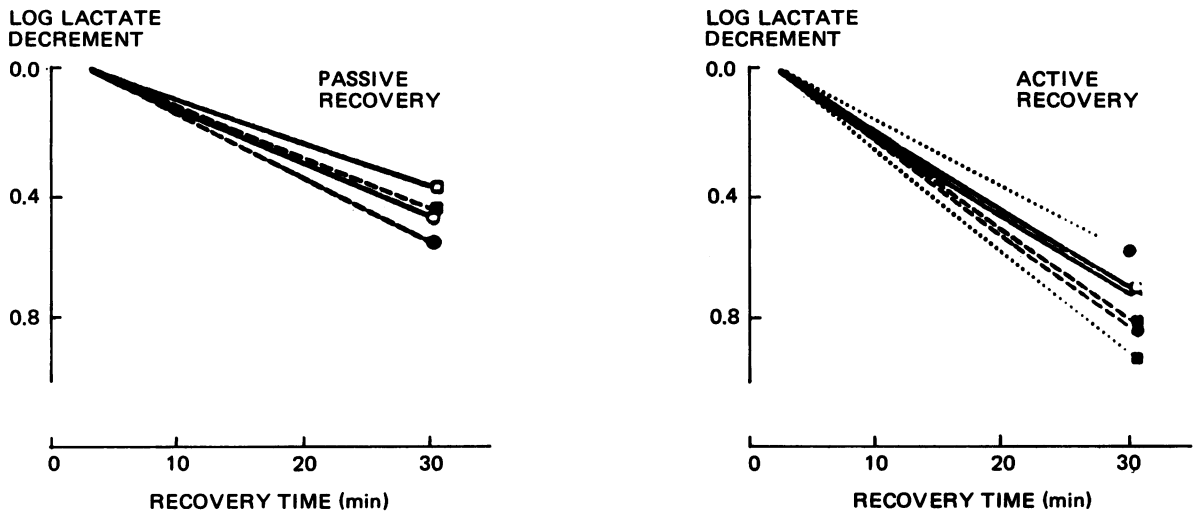 LOG LACTATE
DECREMENT
0.0
PASSIVE
RECOVERY
0.4
0.8
0
10
20
30
RECOVERY TIME (min)
LOG LACTATE
DECREMENT
0.0
ACTIVE
RECOVERY
0.4
0.8
0
10
20
30
RECOVERY TIME (min)